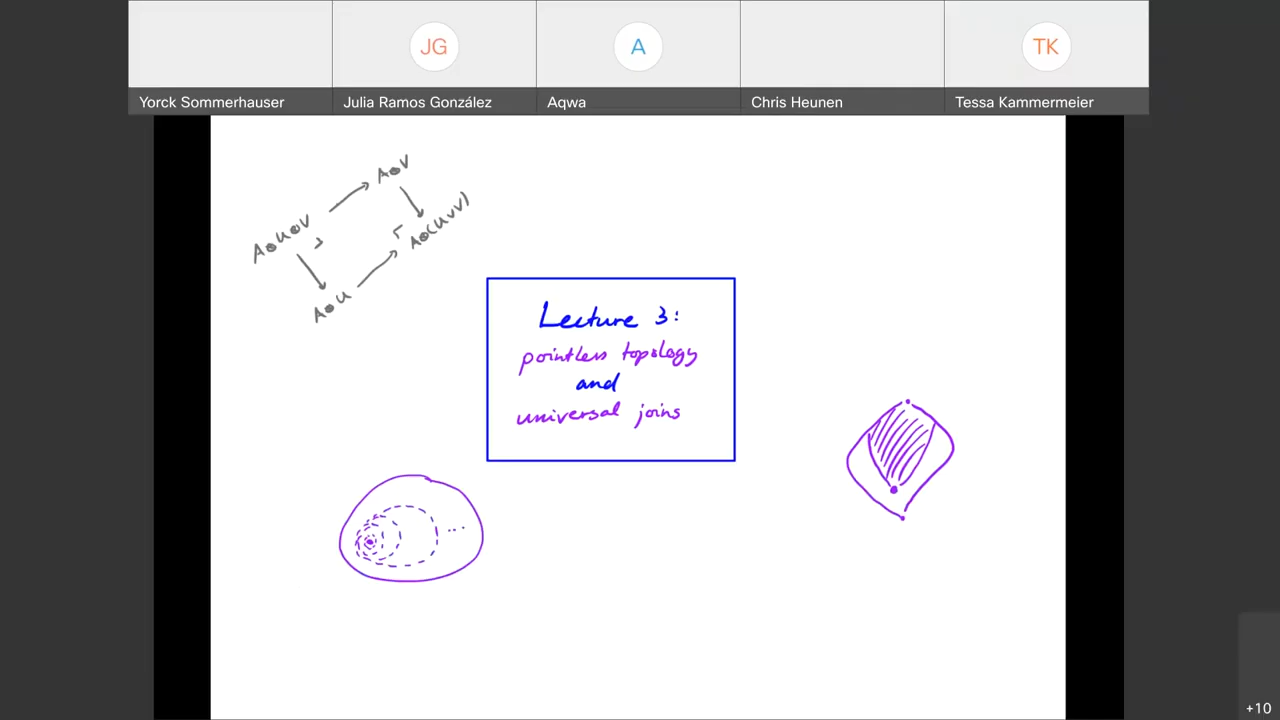 JG
A
TK
Yorck Sommerhauser
Julia Ramos González
Aqwa
Chris Heunen
Tessa Kammermeier
A⊗V
A⊗U⊗V
A⊗(U∨V)
A⊗U
Lecture 3:
pointless topology
and
universal joins
...
+10